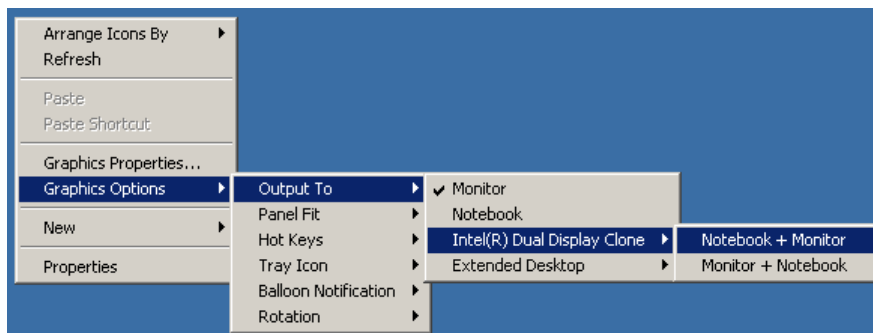 Arrange Icons By
Refresh
Paste
Paste Shortcut
Graphics Properties...
Graphics Options
New
Properties
Output To
Panel Fit
Hot Keys
Tray Icon
Balloon Notification
Rotation
Monitor
Notebook
Intel(R) Dual Display Clone
Extended Desktop
Notebook + Monitor
Monitor + Notebook